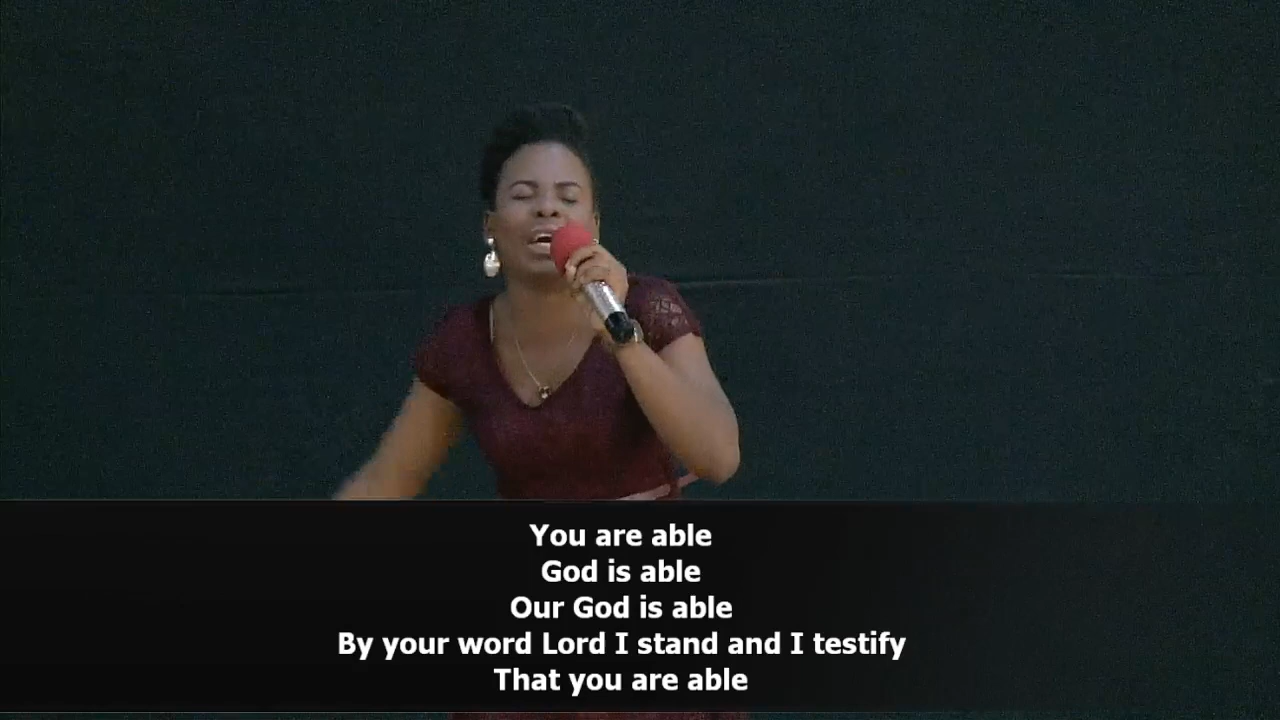 You are able
God is able
Our God is able
By your word Lord I stand and I testify
That you are able